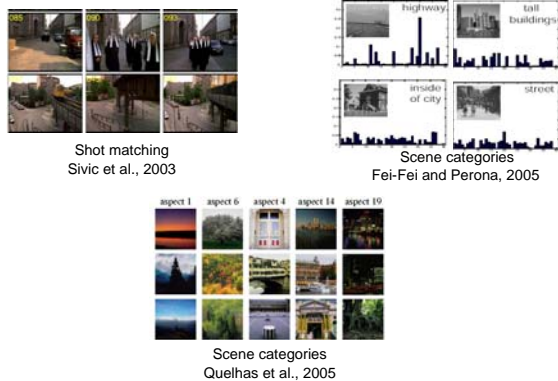 085
090
090
Shot matching
Sivic et al., 2003
highway
tall
buildings
inside
of city
street
Scene categories
Fei-Fei and Perona, 2005
aspect 1 aspect 6 aspect 4 aspect 14 aspect 19
Scene categories
Quelhas et al., 2005